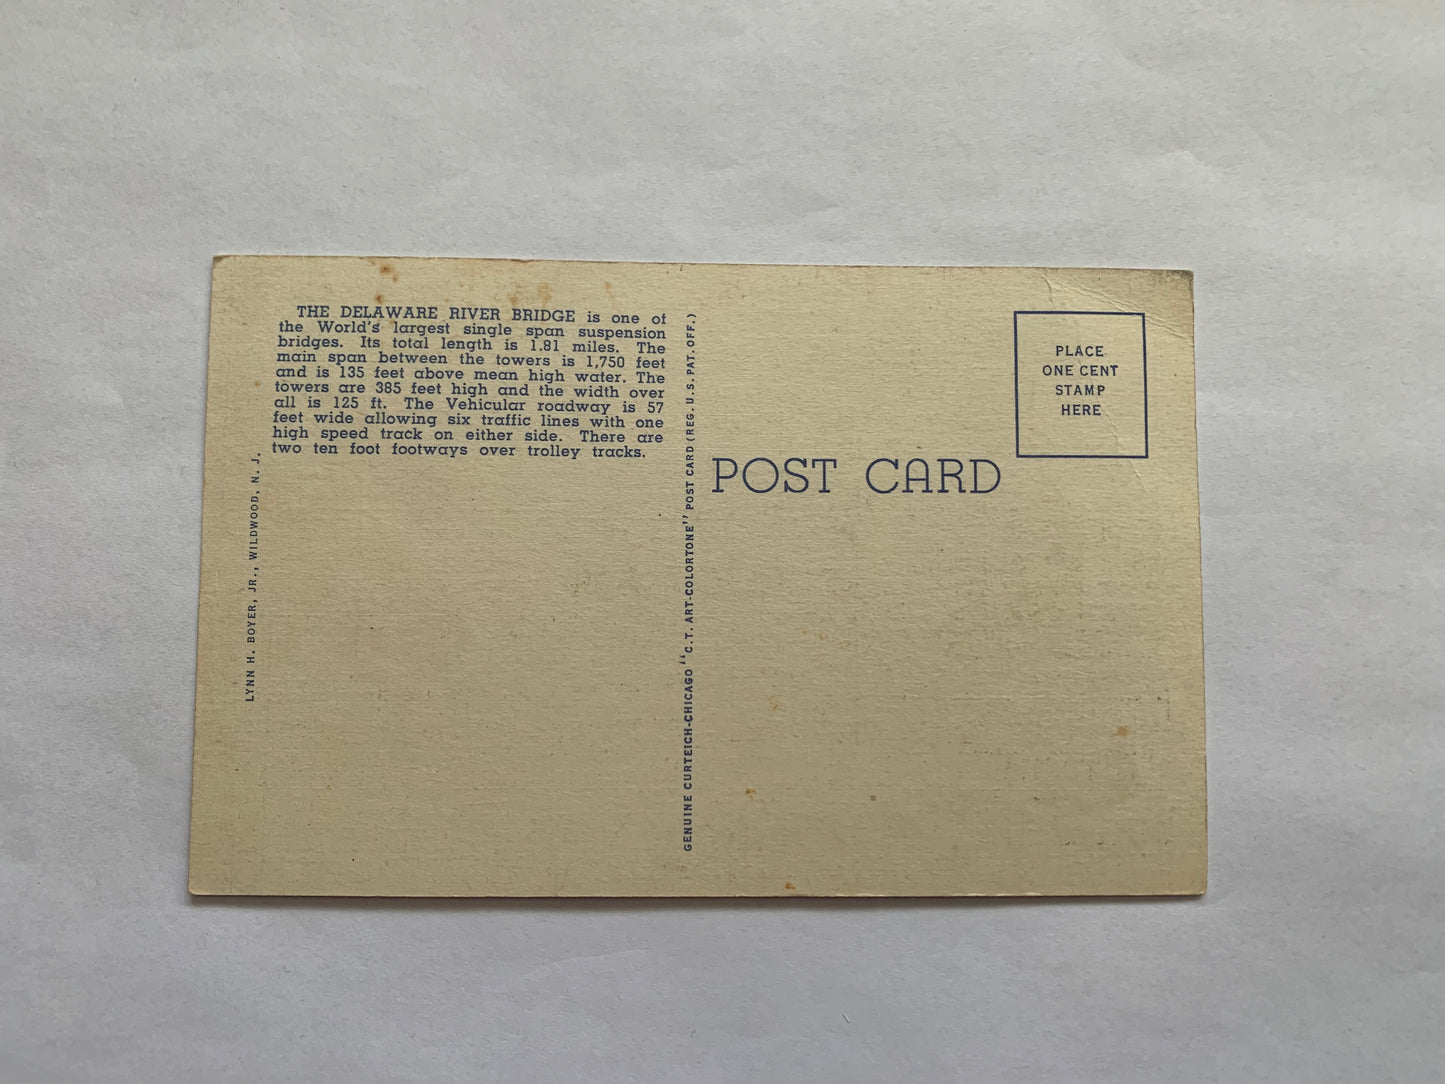 THE DELAWARE RIVER BRIDGE is one of
the World's largest single span suspension
bridges. Its total length is 1.81 miles. The
main span between the towers is 1,750 feet
and is 135 feet above mean high water. The
towers are 385 feet high and the width over
all is 125 ft. The Vehicular roadway is 57
feet wide allowing six traffic lines with one
high speed track on either side. There are
two ten foot footways over trolley tracks.
LYNN H. BOYER, JR., WILDWOOD, N. J.
GENUINE CURTEICH-CHICAGO "C.T. ART-COLORTONE" POST CARD (REG. U.S. PAT. OFF.)
POST CARD
PLACE
ONE CENT
STAMP
HERE